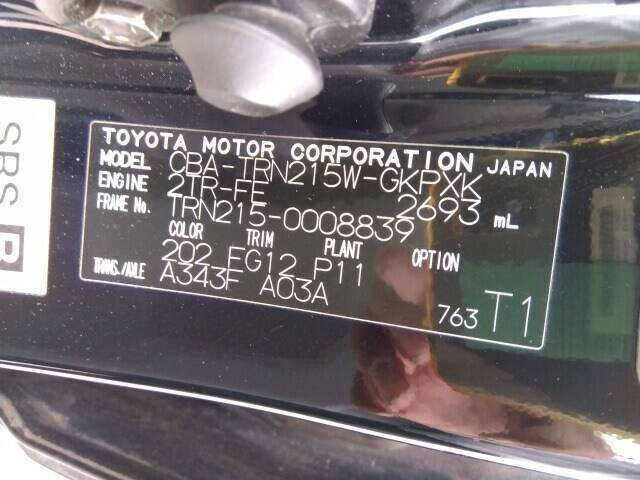 TOYOTA MOTOR CORPORATION JAPAN
MODEL CBA-TRN215W-GKPXK
ENGINE 2TR-FE 2693 mL
FRAME No. TRN215-0008839
COLOR TRIM PLANT OPTION
202 FG12 P11
TRANS./AXLE A343F A03A
763 T1
SRS